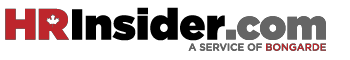 HRInsider.com
A SERVICE OF BONGARDE